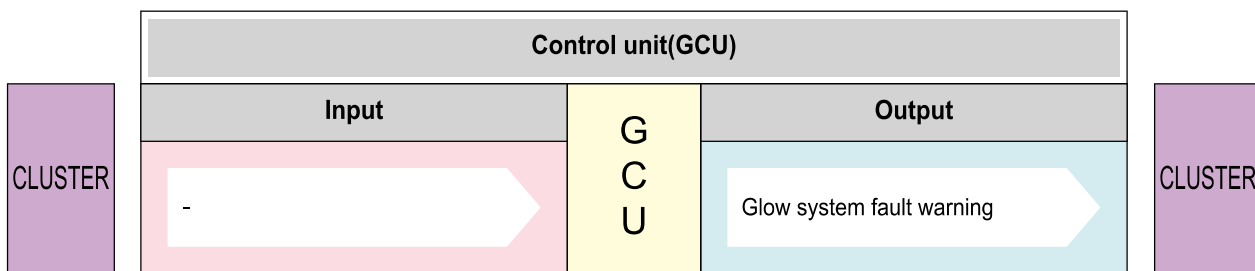 Control unit(GCU)
Input
Output
CLUSTER
-
G
C
U
Glow system fault warning
CLUSTER